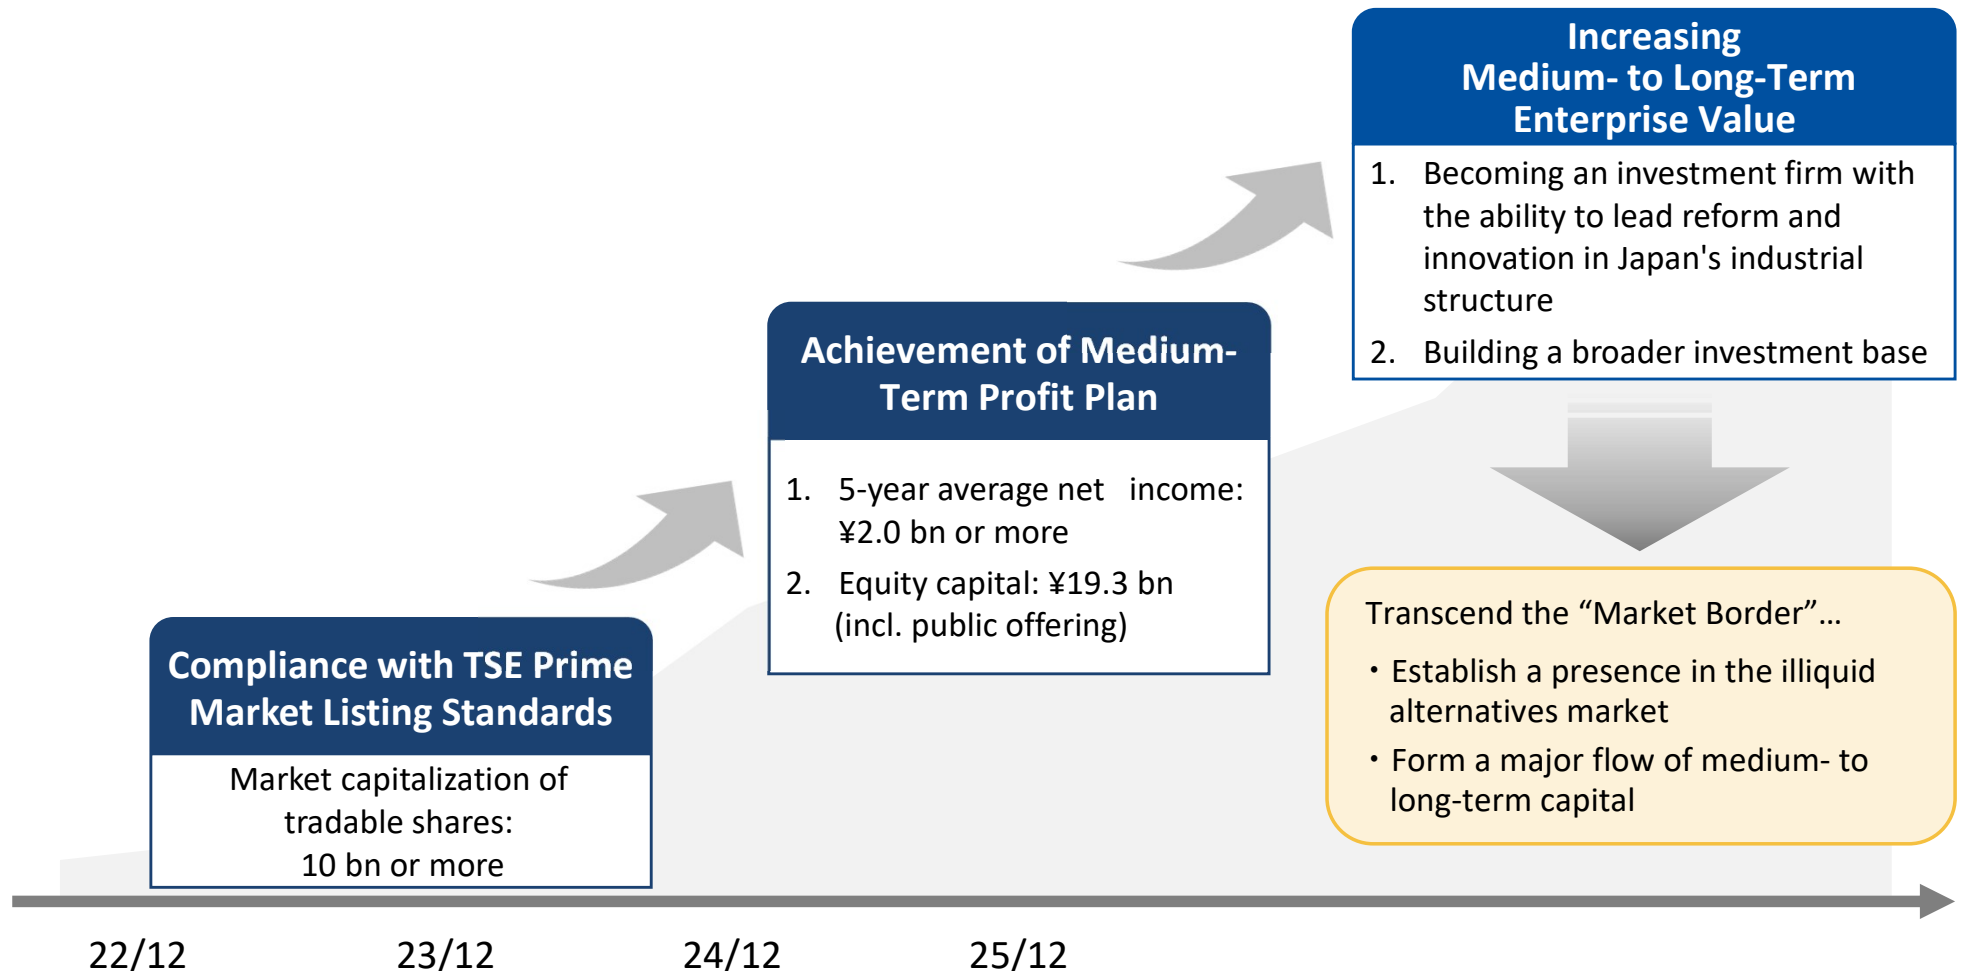 Increasing
Medium- to Long-Term
Enterprise Value
1. Becoming an investment firm with
the ability to lead reform and
innovation in Japan's industrial
structure
2. Building a broader investment base
Achievement of Medium-
Term Profit Plan
1. 5-year average net income:
¥2.0 bn or more
2. Equity capital: ¥19.3 bn
(incl. public offering)
Compliance with TSE Prime
Market Listing Standards
Market capitalization of
tradable shares:
10 bn or more
Transcend the “Market Border”…
・Establish a presence in the illiquid
alternatives market
・Form a major flow of medium- to
long-term capital
22/12 23/12 24/12 25/12